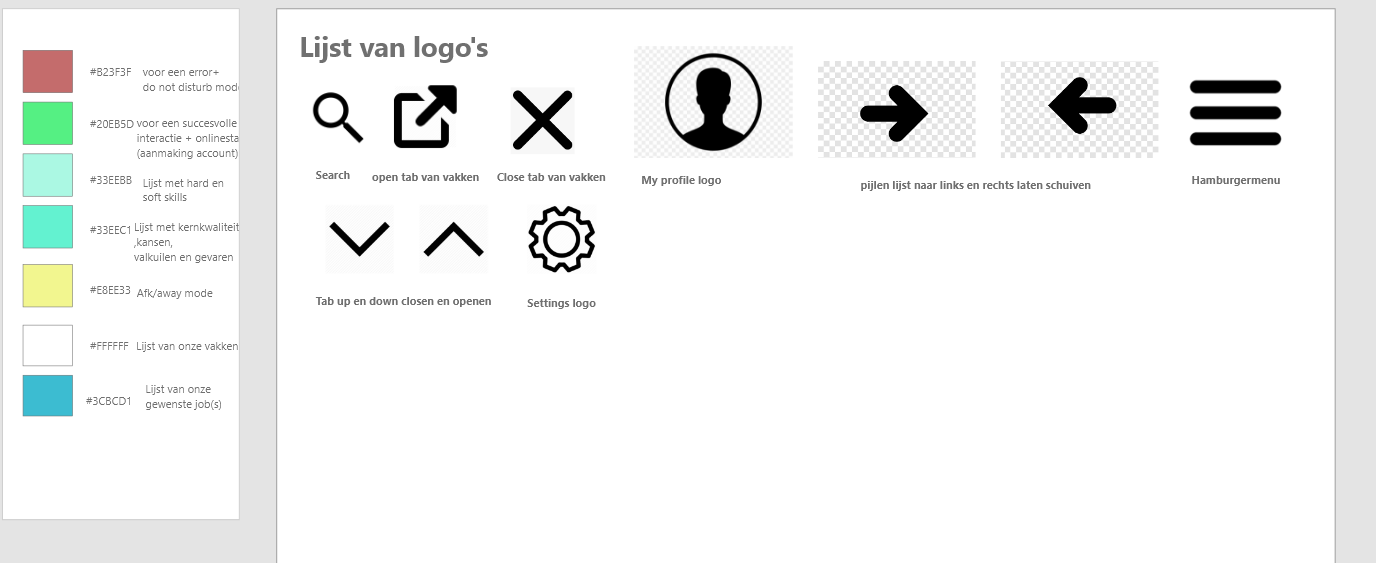 #B23F3F
voor een error+
do not disturb mode
#20EB5D
voor een succesvolle
interactie + onlinesta
(aanmaking account)
#33EEBB
Lijst met hard en
soft skills
#33EEC1
Lijst met kernkwaliteit
,kansen,
valkuilen en gevaren
#E8EE33
Afk/away mode
#FFFFFF
Lijst van onze vakken
#3CBCD1
Lijst van onze
gewenste job(s)
Lijst van logo's
Search
open tab van vakken
Close tab van vakken
My profile logo
pijlen lijst naar links en rechts laten schuiven
Hamburgermenu
Tab up en down closen en openen
Settings logo